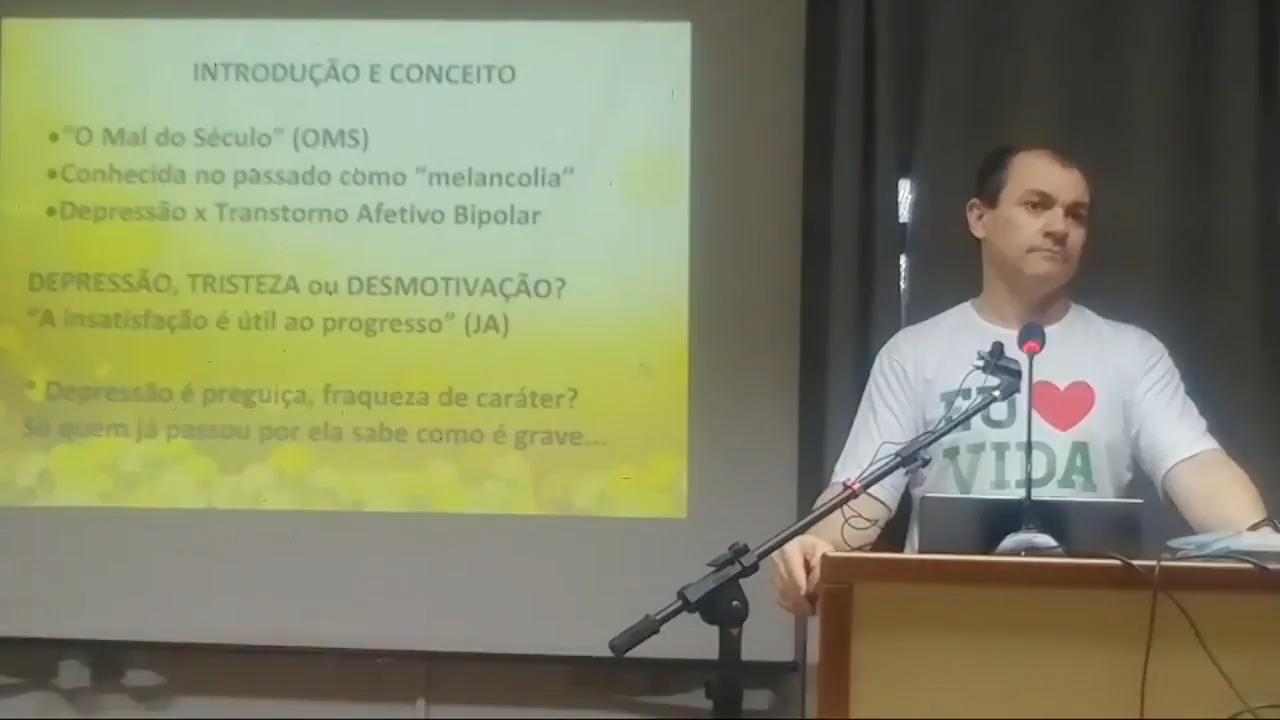 INTRODUÇÃO E CONCEITO
•"O Mal do Século" (OMS)
•Conhecida no passado como "melancolia"
•Depressão x Transtorno Afetivo Bipolar
DEPRESSÃO, TRISTEZA ou DESMOTIVAÇÃO?
"A insatisfação é útil ao progresso" (JA)
* Depressão é preguiça, fraqueza de caráter?
Só quem já passou por ela sabe como é grave...
EU
VIDA